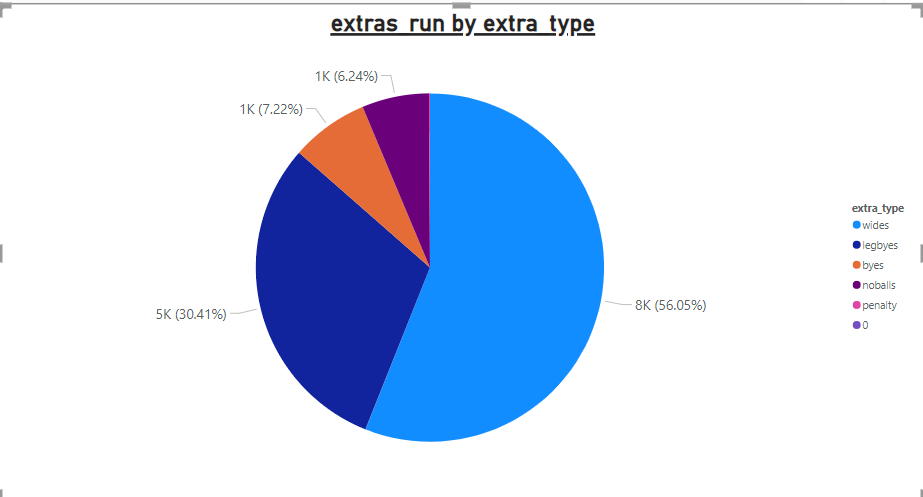 extras_run by extra_type
1K (6.24%)
1K (7.22%)
5K (30.41%)
8K (56.05%)
extra_type
wides
legbyes
byes
noballs
penalty
0